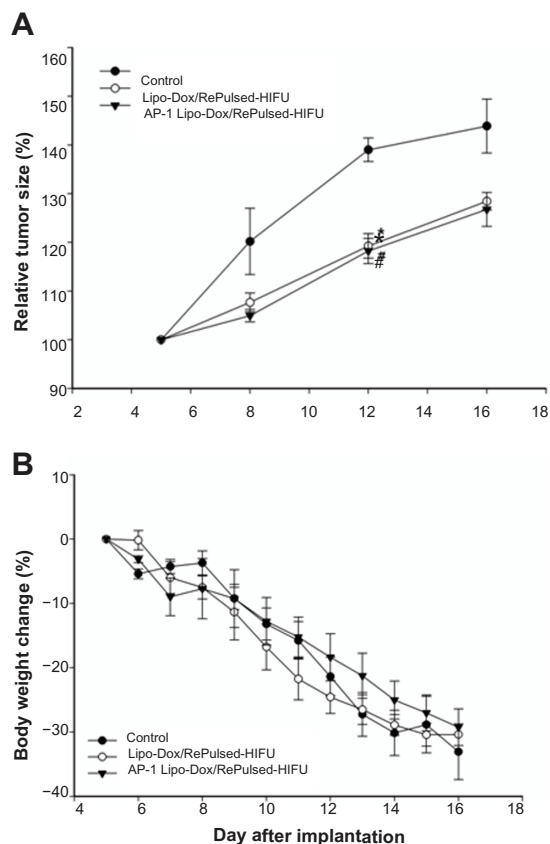 A
160
150
140
130
120
110
100
90
Relative tumor size (%)
Control
Lipo-Dox/RePulsed-HIFU
AP-1 Lipo-Dox/RePulsed-HIFU
*
*
#
#
2 4 6 8 10 12 14 16 18
B
10
0
−10
−20
−30
−40
Body weight change (%)
Control
Lipo-Dox/RePulsed-HIFU
AP-1 Lipo-Dox/RePulsed-HIFU
4 6 8 10 12 14 16 18
Day after implantation